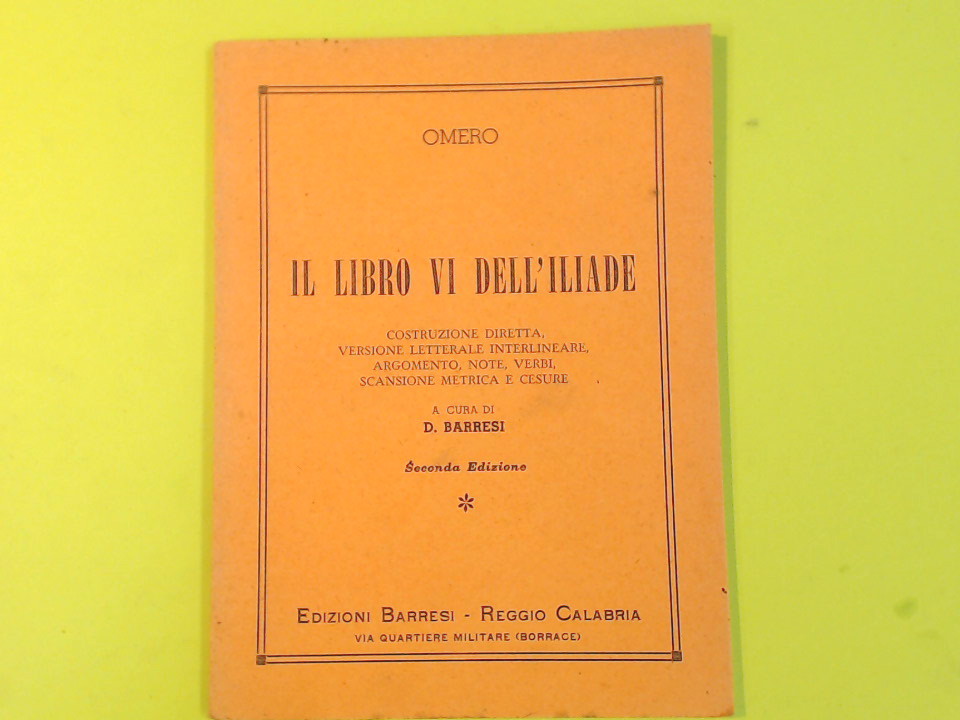 OMERO
IL LIBRO VI DELL'ILIADE
COSTRUZIONE DIRETTA,
VERSIONE LETTERALE INTERLINEARE,
ARGOMENTO, NOTE, VERBI,
SCANSIONE METRICA E CESURE
A CURA DI
D. BARRESI
Seconda Edizione
*
EDIZIONI BARRESI - REGGIO CALABRIA
VIA QUARTIERE MILITARE (BORRACE)